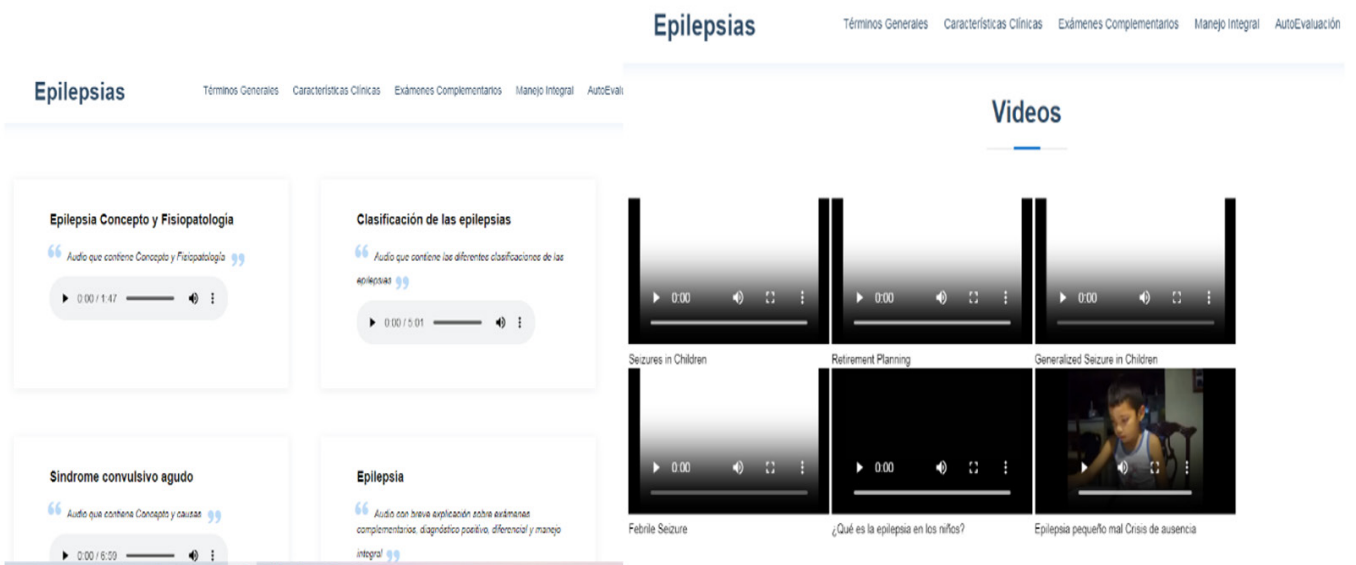 Epilepsias
Términos Generales Características Clínicas Exámenes Complementarios Manejo Integral AutoEvalu
Epilepsia Concepto y Fisiopatología
Audio que contiene Concepto y Fisiopatología
0:00 / 1:47
Clasificación de las epilepsias
Audio que contiene las diferentes clasificaciones de las
epilepsias
0:00 / 5:01
Síndrome convulsivo agudo
Audio que contiene Concepto y causas
0:00 / 6:59
Epilepsia
Audio con breve explicación sobre exámenes
complementarios, diagnóstico positivo, diferencial y manejo
integral
Epilepsias
Términos Generales Características Clínicas Exámenes Complementarios Manejo Integral AutoEvaluación
Videos
0:00 0:00 0:00
Seizures in Children Retirement Planning Generalized Seizure in Children
0:00 0:00
Febrile Seizure ¿Qué es la epilepsia en los niños? Epilepsia pequeño mal Crisis de ausencia